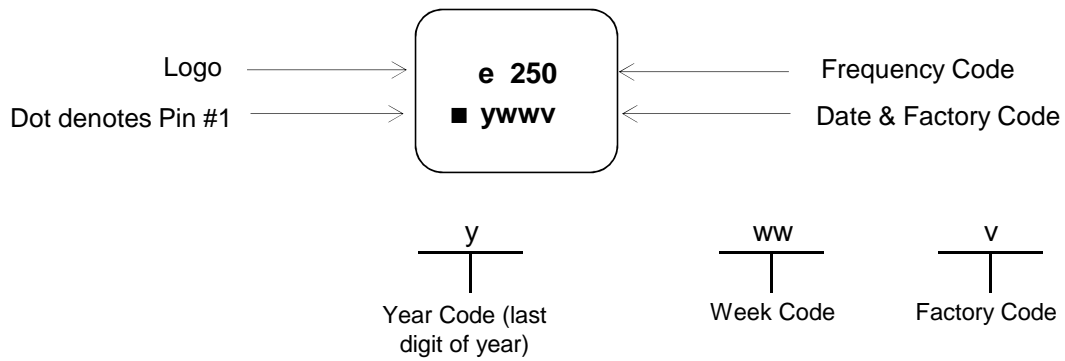 Logo
e 250
Frequency Code
Dot denotes Pin #1
■ ywwv
Date & Factory Code
y
ww
v
Year Code (last
digit of year)
Week Code
Factory Code